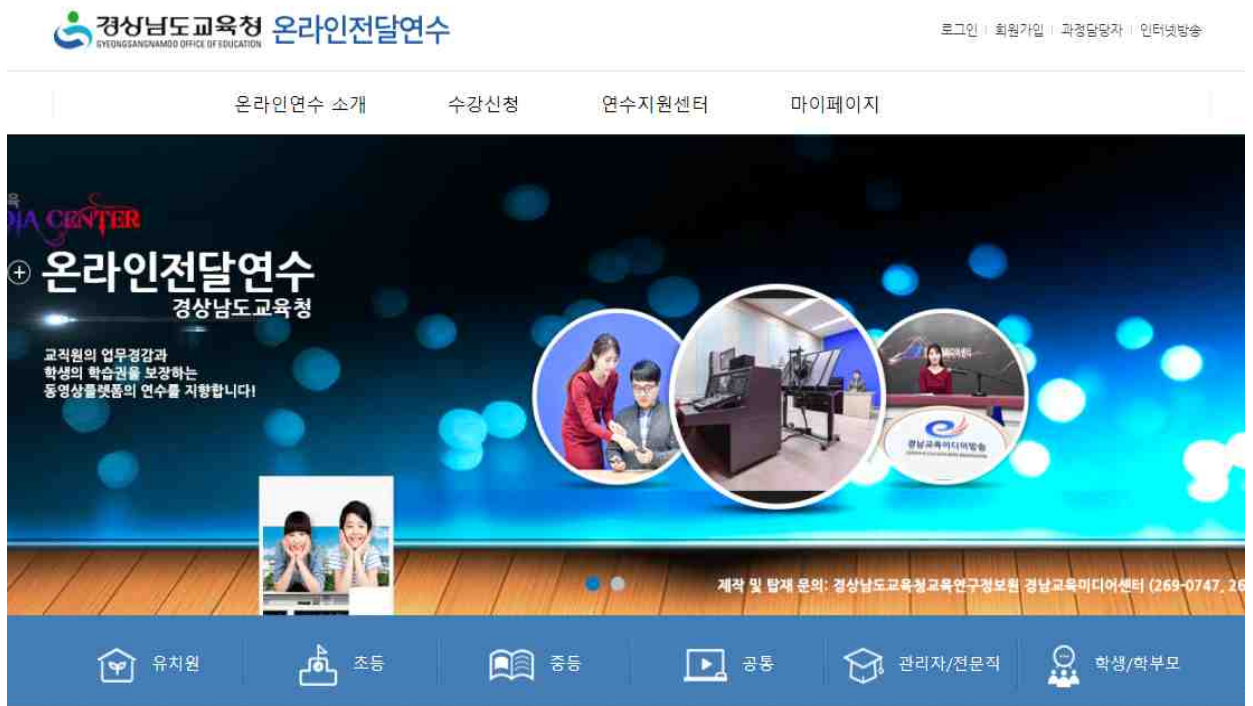 경상남도교육청 온라인전달연수
GYEONGSANGNAMDO OFFICE OF EDUCATION
로그인 회원가입 과정담당자 인터넷방송
온라인연수 소개 수강신청 연수지원센터 마이페이지
육
DIA CENTER
온라인전달연수
경상남도교육청
교직원의 업무경감과
학생의 학습권을 보장하는
동영상플랫폼의 연수를 지향합니다!
경남교육미디어방송
제작 및 탑재 문의: 경상남도교육청교육연구정보원 경남교육미디어센터 (269-0747, 26
유치원 초등 중등 공통 관리자/전문직 학생/학부모